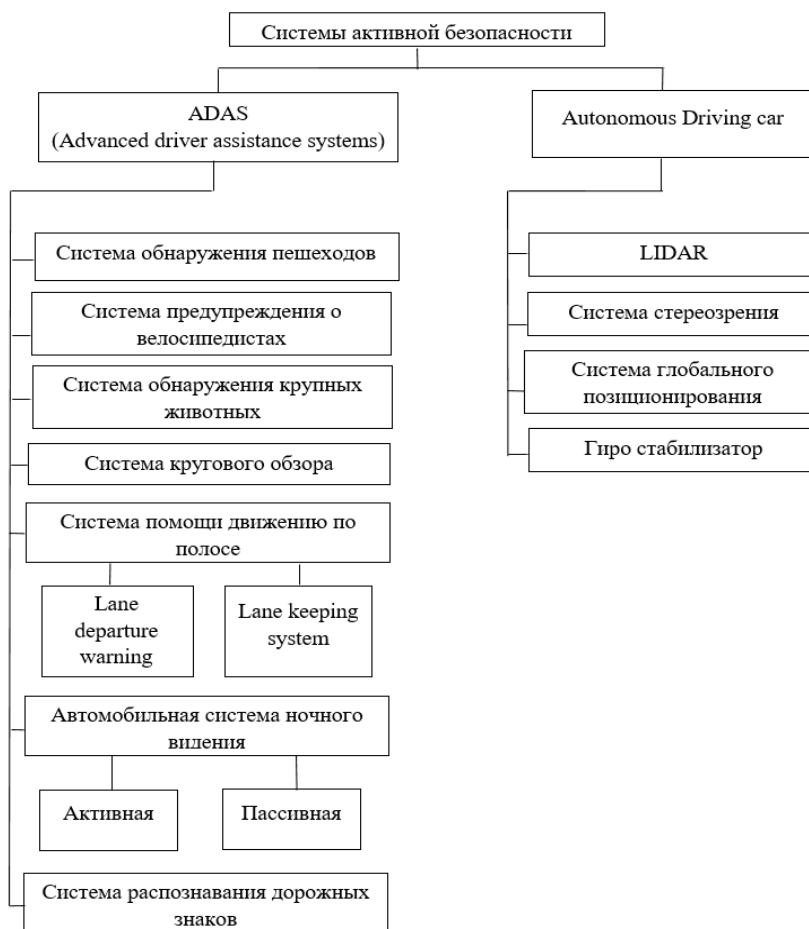 Системы активной безопасности
ADAS
(Advanced driver assistance systems)
Autonomous Driving car
Система обнаружения пешеходов
Система предупреждения о
велосипедистах
Система обнаружения крупных
животных
Система кругового обзора
Система помощи движению по
полосе
Lane
departure
warning
Lane keeping
system
Автомобильная система ночного
видения
Активная
Пассивная
Система распознавания дорожных
знаков
LIDAR
Система стереозрения
Система глобального
позиционирования
Гиро стабилизатор